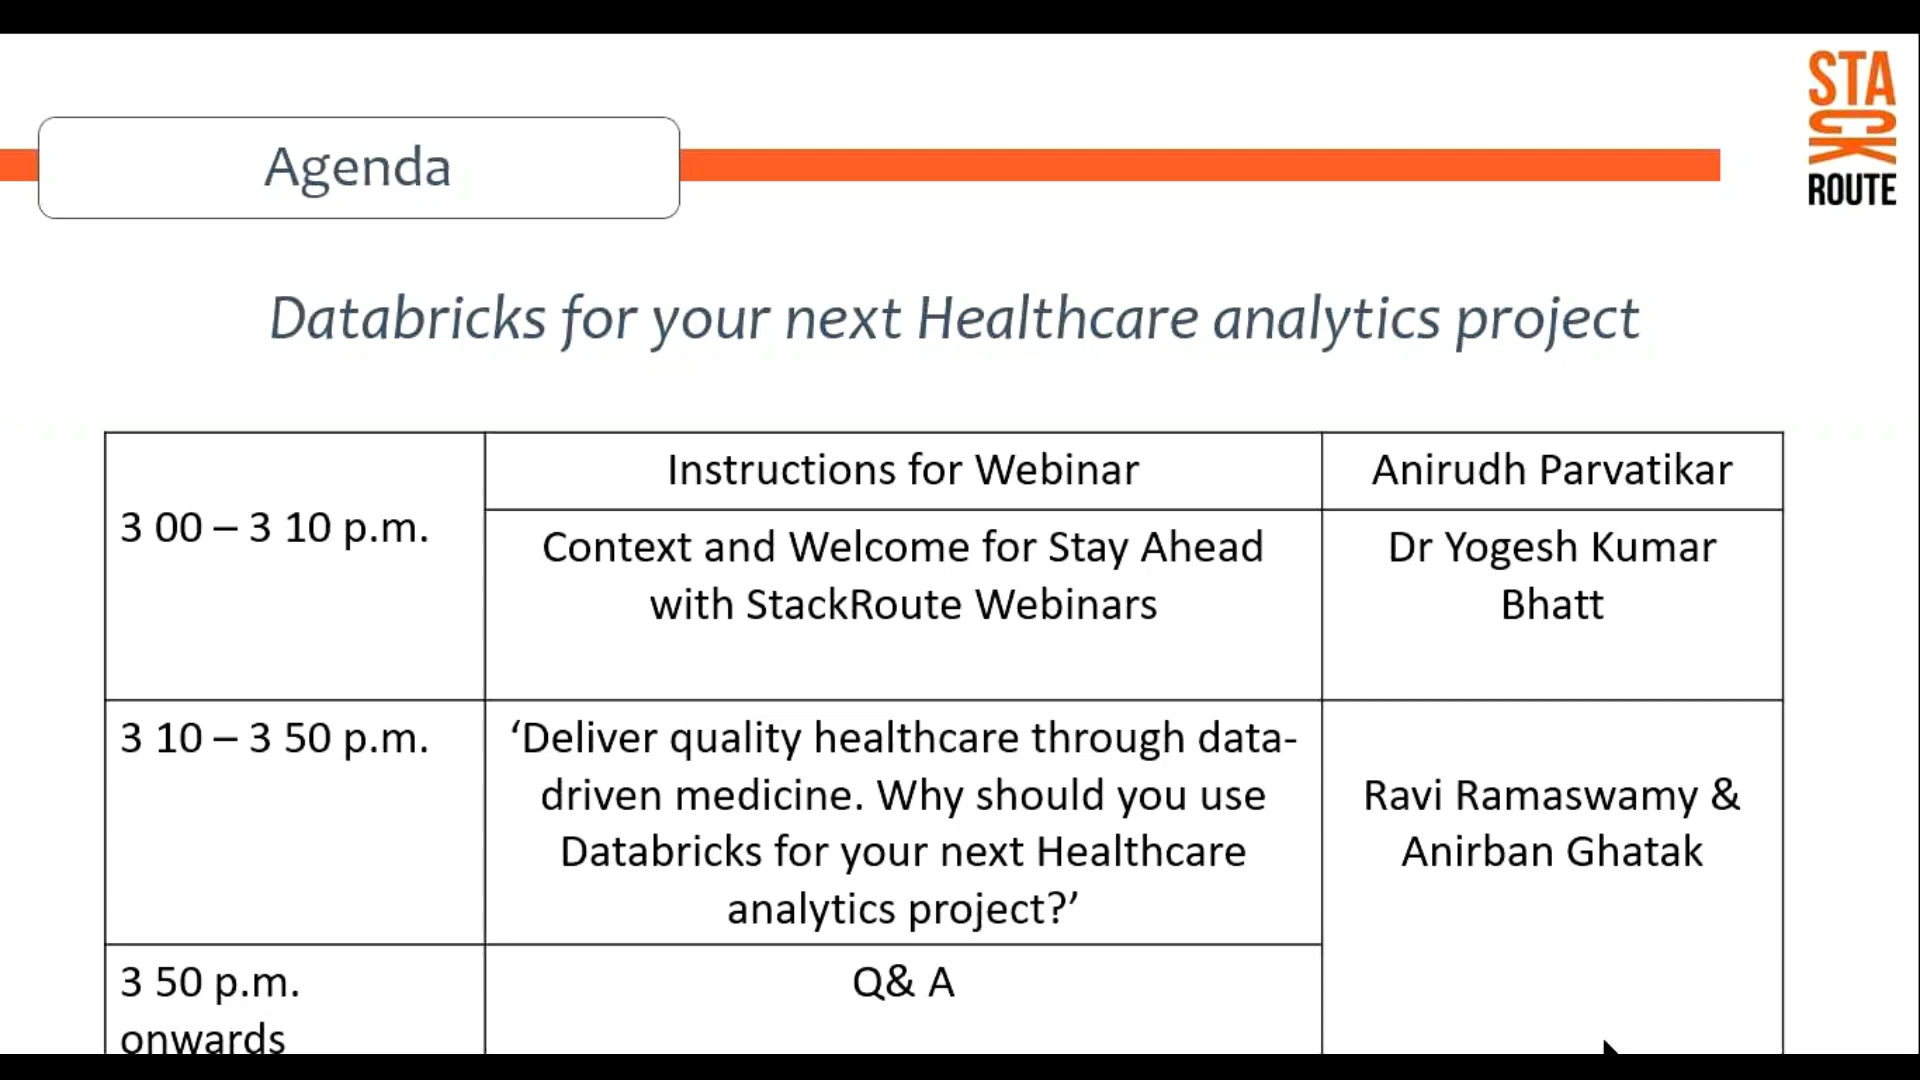 STA
CK
ROUTE
Agenda
Databricks for your next Healthcare analytics project
Instructions for Webinar
Anirudh Parvatikar
3 00 – 3 10 p.m.
Context and Welcome for Stay Ahead
with StackRoute Webinars
Dr Yogesh Kumar
Bhatt
3 10 – 3 50 p.m.
‘Deliver quality healthcare through data-
driven medicine. Why should you use
Databricks for your next Healthcare
analytics project?’
Ravi Ramaswamy &
Anirban Ghatak
3 50 p.m.
onwards
Q& A